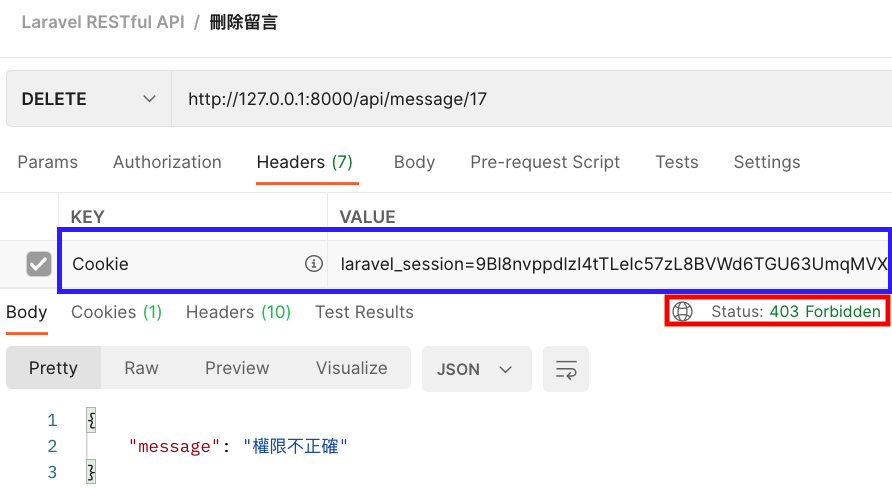 Laravel RESTful API / 刪除留言
DELETE http://127.0.0.1:8000/api/message/17
Params Authorization Headers (7) Body Pre-request Script Tests Settings
KEY VALUE
Cookie laravel_session=9Bl8nvppdlzl4tTLelc57zL8BVWd6TGU63UmqMVX
Body Cookies (1) Headers (10) Test Results Status: 403 Forbidden
Pretty Raw Preview Visualize JSON
1 {
2 "message": "權限不正確"
3 }